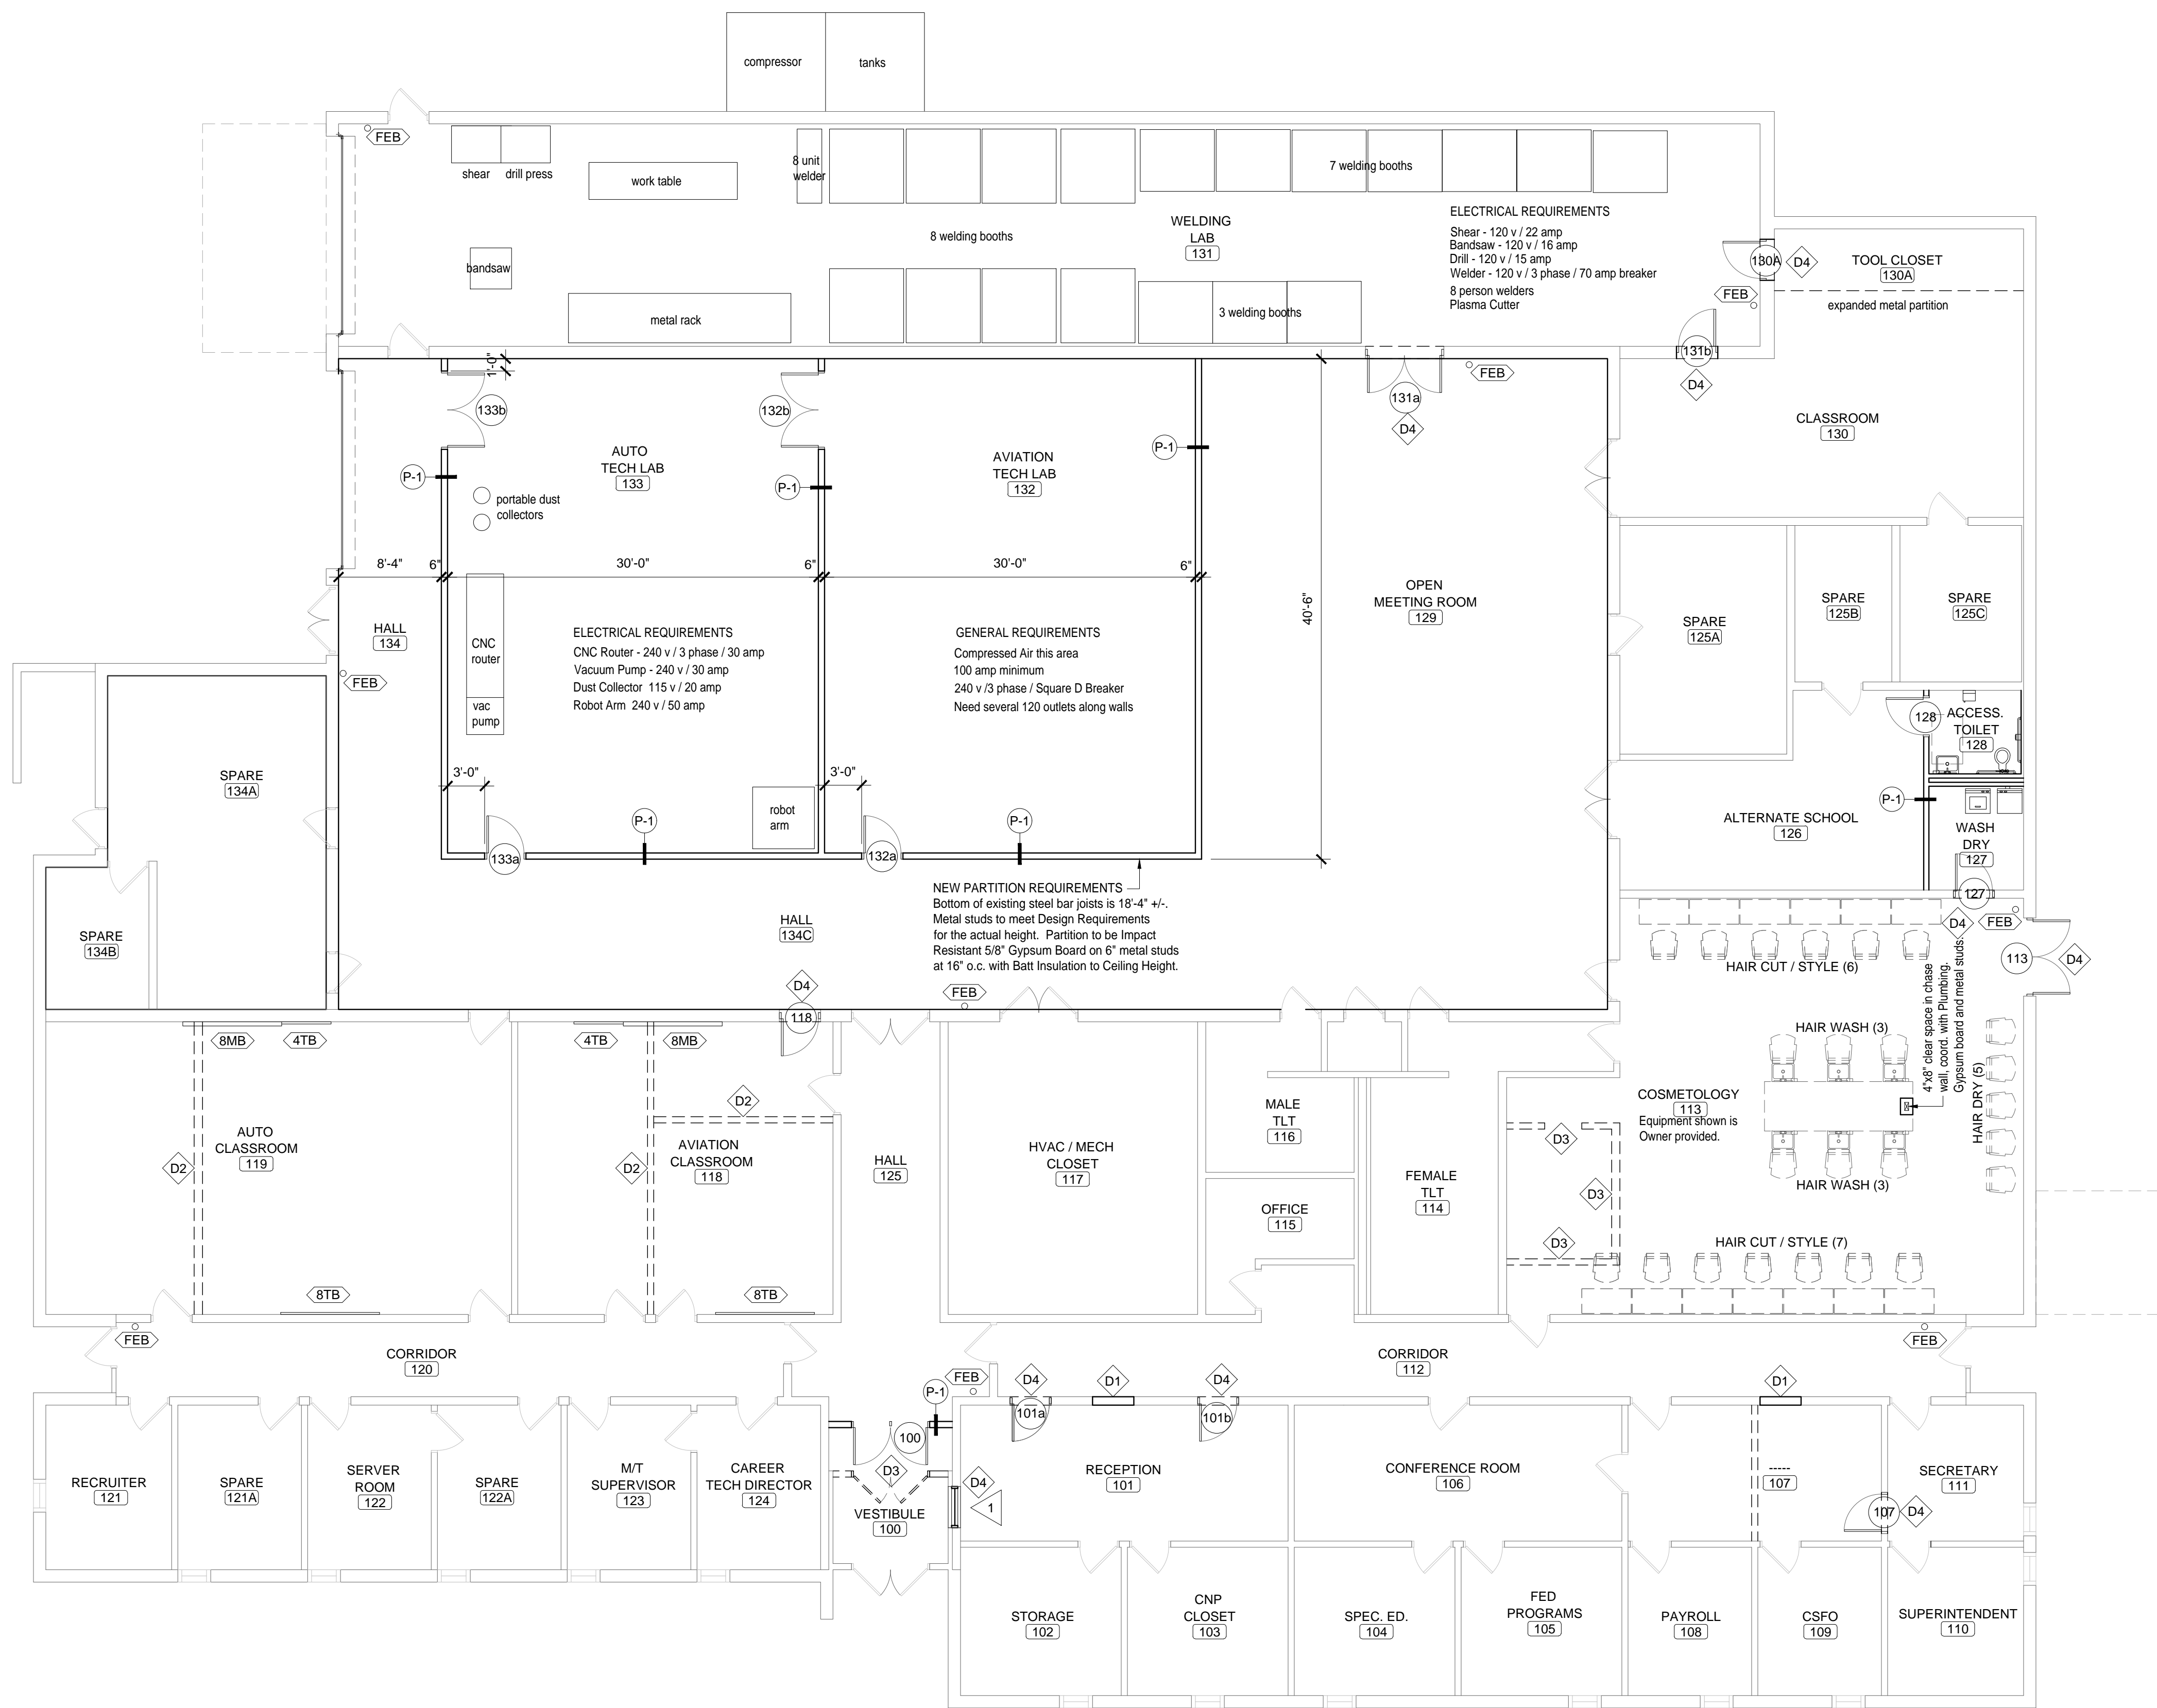 compressor
tanks
FEB
shear
drill press
work table
8 unit
welder
7 welding booths
8 welding booths
WELDING
LAB
131
bandsaw
metal rack
3 welding booths
ELECTRICAL REQUIREMENTS
Shear - 120 v / 22 amp
Bandsaw - 120 v / 16 amp
Drill - 120 v / 15 amp
Welder - 120 v / 3 phase / 70 amp breaker
8 person welders
Plasma Cutter
130A
D4
FEB
TOOL CLOSET
130A
expanded metal partition
131b
D4
1'-0"
133b
132b
131a
D4
FEB
AUTO
TECH LAB
133
AVIATION
TECH LAB
132
CLASSROOM
130
P-1
P-1
P-1
portable dust
collectors
8'-4"
6"
30'-0"
6"
30'-0"
6"
40'-6"
OPEN
MEETING ROOM
129
SPARE
125A
SPARE
125B
SPARE
125C
HALL
134
FEB
CNC
router
vac
pump
ELECTRICAL REQUIREMENTS
CNC Router - 240 v / 3 phase / 30 amp
Vacuum Pump - 240 v / 30 amp
Dust Collector 115 v / 20 amp
Robot Arm 240 v / 50 amp
GENERAL REQUIREMENTS
Compressed Air this area
100 amp minimum
240 v /3 phase / Square D Breaker
Need several 120 outlets along walls
128
ACCESS.
TOILET
128
SPARE
134A
3'-0"
3'-0"
robot
arm
P-1
P-1
P-1
133a
132a
ALTERNATE SCHOOL
126
WASH
DRY
127
127
NEW PARTITION REQUIREMENTS
Bottom of existing steel bar joists is 18'-4" +/-.
Metal studs to meet Design Requirements
for the actual height. Partition to be Impact
Resistant 5/8" Gypsum Board on 6" metal studs
at 16" o.c. with Batt Insulation to Ceiling Height.
HALL
134C
SPARE
134B
D4
118
FEB
D4
FEB
113
D4
HAIR CUT / STYLE (6)
4"x8" clear space in chase
wall, coord. with Plumbing.
Gypsum board and metal studs.
HAIR WASH (3)
HAIR DRY (5)
COSMETOLOGY
113
Equipment shown is
Owner provided.
HAIR WASH (3)
HAIR CUT / STYLE (7)
8MB
4TB
4TB
8MB
D2
AUTO
CLASSROOM
119
D2
D2
AVIATION
CLASSROOM
118
HALL
125
HVAC / MECH
CLOSET
117
MALE
TLT
116
OFFICE
115
FEMALE
TLT
114
D3
D3
D3
8TB
8TB
FEB
CORRIDOR
120
CORRIDOR
112
FEB
FEB
P-1
D4
D1
D4
D1
101a
101b
100
D3
D4
1
VESTIBULE
100
RECRUITER
121
SPARE
121A
SERVER
ROOM
122
SPARE
122A
M/T
SUPERVISOR
123
CAREER
TECH DIRECTOR
124
RECEPTION
101
CONFERENCE ROOM
106
-----
107
107
D4
SECRETARY
111
STORAGE
102
CNP
CLOSET
103
SPEC. ED.
104
FED
PROGRAMS
105
PAYROLL
108
CSFO
109
SUPERINTENDENT
110